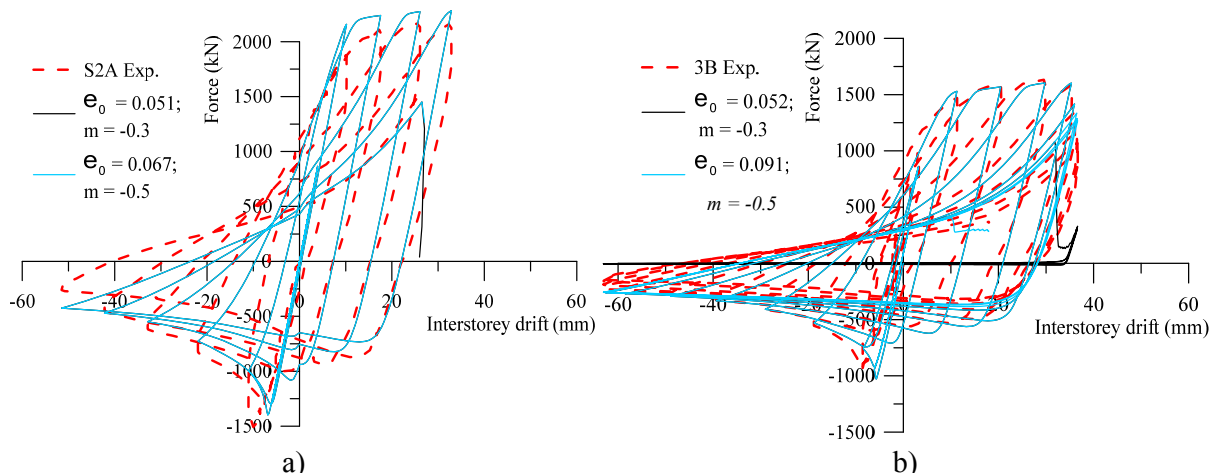 Force (kN)
2000
1500
1000
500
0
-500
-1000
-1500
-60
-40
-20
0
20
40
60
Interstorey drift (mm)
S2A Exp.
e0 = 0.051;
m = -0.3
e0 = 0.067;
m = -0.5
a)
Force (kN)
2000
1500
1000
500
0
-500
-1000
-1500
-60
-40
-20
0
20
40
60
Interstorey drift (mm)
3B Exp.
e0 = 0.052;
m = -0.3
e0 = 0.091;
m = -0.5
b)